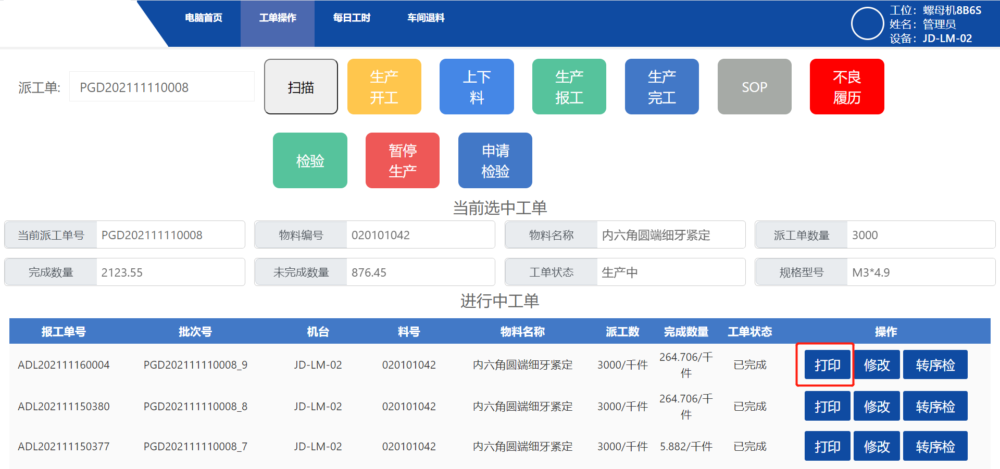 电脑首页 工单操作 每日工时 车间退料
工位：螺母机8B6S
姓名：管理员
设备：JD-LM-02
派工单: PGD202111110008
扫描
生产
开工
上下
料
生产
报工
生产
完工
SOP
不良
履历
检验
暂停
生产
申请
检验
当前选中工单
当前派工单号 PGD202111110008 物料编号 020101042 物料名称 内六角圆端细牙紧定 派工单数量 3000
完成数量 2123.55 未完成数量 876.45 工单状态 生产中 规格型号 M3*4.9
进行中工单
报工单号 批次号 机台 料号 物料名称 派工数 完成数量 工单状态 操作
ADL202111160004 PGD202111110008_9 JD-LM-02 020101042 内六角圆端细牙紧定 3000/千件 264.706/千
件 已完成 打印 修改 转序检
ADL202111150380 PGD202111110008_8 JD-LM-02 020101042 内六角圆端细牙紧定 3000/千件 264.706/千
件 已完成 打印 修改 转序检
ADL202111150377 PGD202111110008_7 JD-LM-02 020101042 内六角圆端细牙紧定 3000/千件 5.882/千件 已完成 打印 修改 转序检